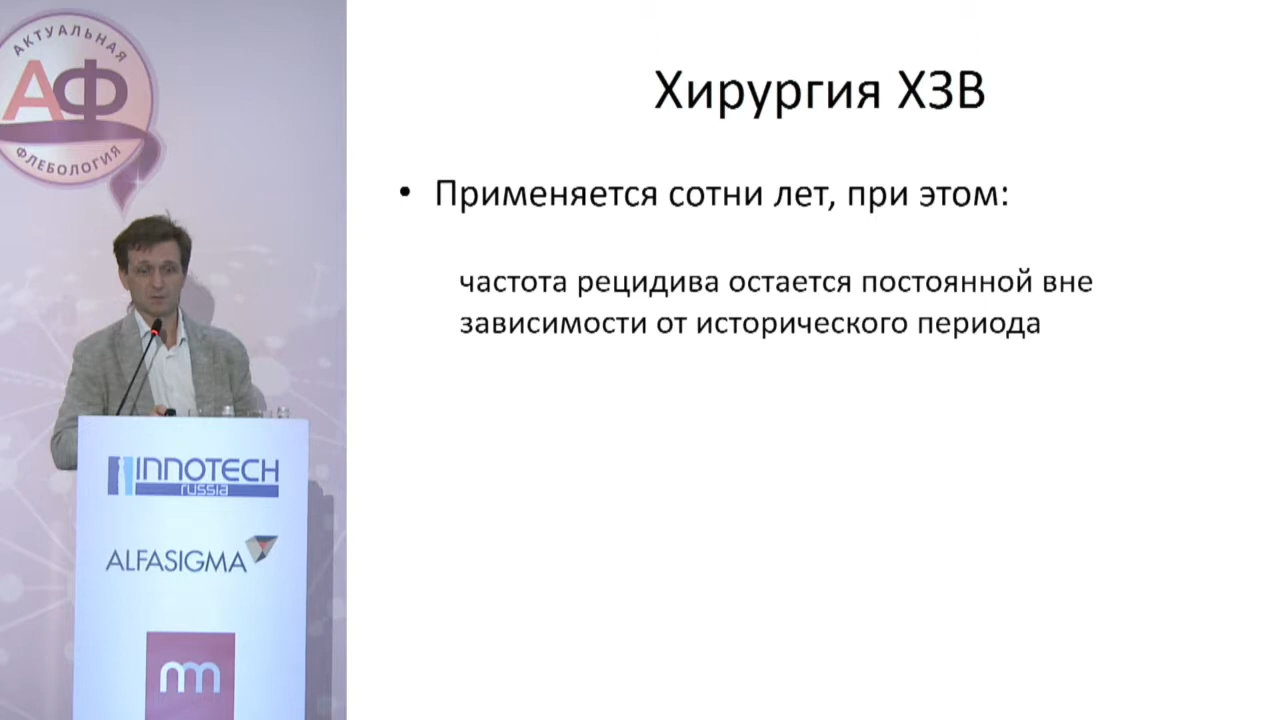 АКТУАЛЬНАЯ
АФ
ФЛЕБОЛОГИЯ
INNOTECH
russia
ALFASIGMA
Хирургия ХЗВ
• Применяется сотни лет, при этом:
частота рецидива остается постоянной вне
зависимости от исторического периода